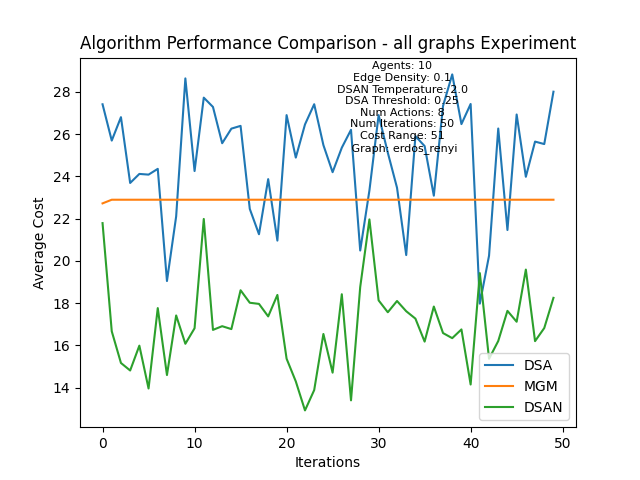 Algorithm Performance Comparison - all graphs Experiment
Agents: 10
Edge Density: 0.1
DSAN Temperature: 2.0
DSA Threshold: 0.25
Num Actions: 8
Num Iterations: 50
Cost Range: 51
Graph: erdos_renyi
Average Cost
28
26
24
22
20
18
16
14
0
10
20
30
40
50
Iterations
DSA
MGM
DSAN